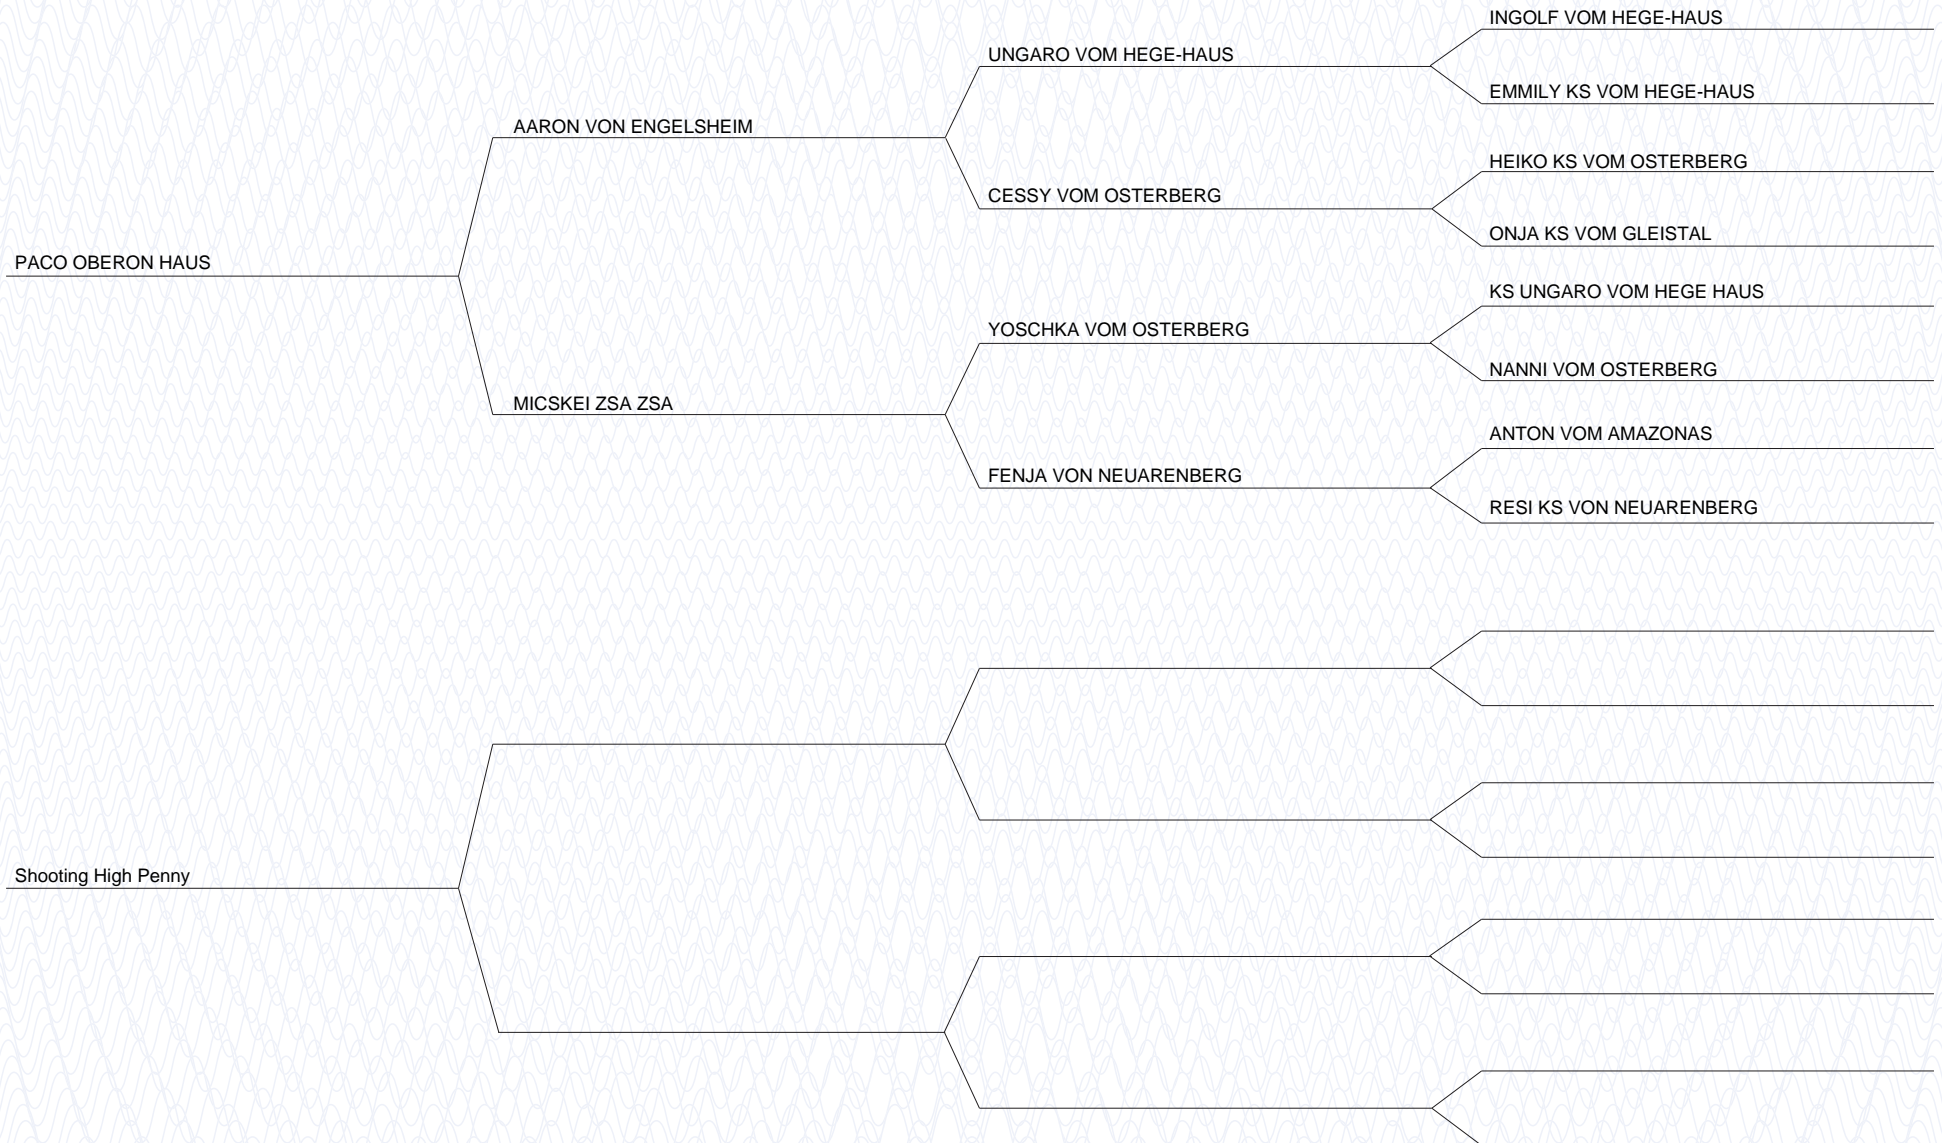 INGOLF VOM HEGE-HAUS
UNGARO VOM HEGE-HAUS
EMMILY KS VOM HEGE-HAUS
AARON VON ENGELSHEIM
HEIKO KS VOM OSTERBERG
CESSY VOM OSTERBERG
ONJA KS VOM GLEISTAL
PACO OBERON HAUS
KS UNGARO VOM HEGE HAUS
YOSCHKA VOM OSTERBERG
NANNI VOM OSTERBERG
MICSKEI ZSA ZSA
ANTON VOM AMAZONAS
FENJA VON NEUARENBERG
RESI KS VON NEUARENBERG
Shooting High Penny